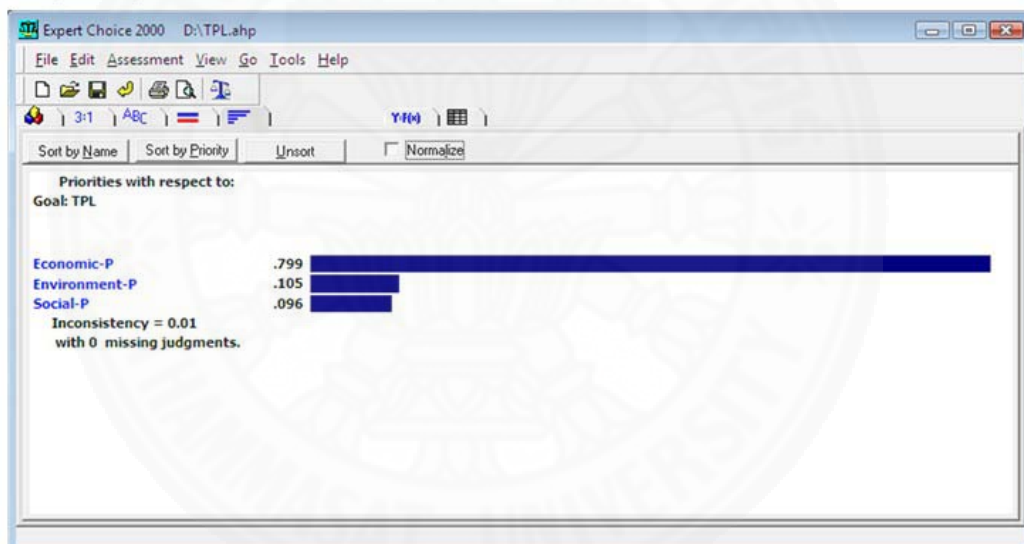 Expert Choice 2000 D:\TPL.ahp
File Edit Assessment View Go Tools Help
3:1 ABC Y:F(x)
Sort by Name Sort by Priority Unsort Normalize
Priorities with respect to:
Goal: TPL
Economic-P .799
Environment-P .105
Social-P .096
Inconsistency = 0.01
with 0 missing judgments.
UNIVERSITY